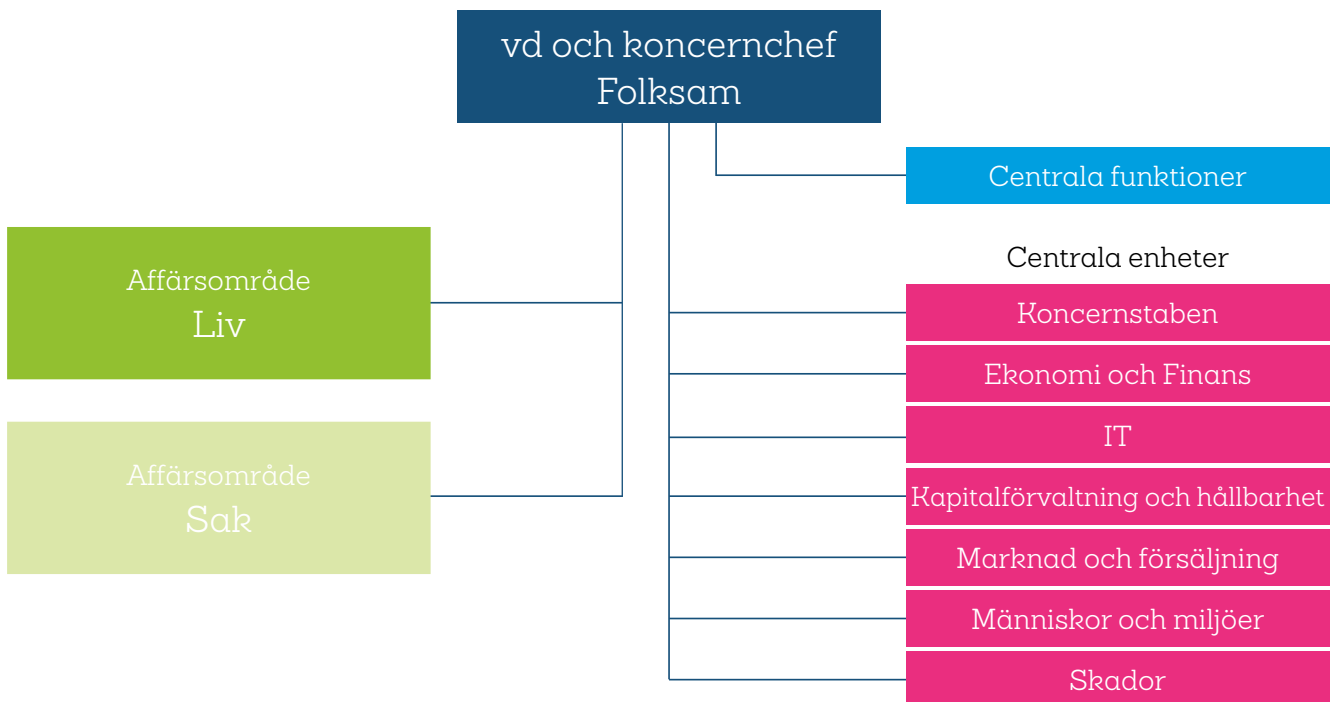 vd och koncernchef
Folksam
Centrala funktioner
Affärsområde
Liv
Affärsområde
Sak
Centrala enheter
Koncernstaben
Ekonomi och Finans
IT
Kapitalförvaltning och hållbarhet
Marknad och försäljning
Människor och miljöer
Skador